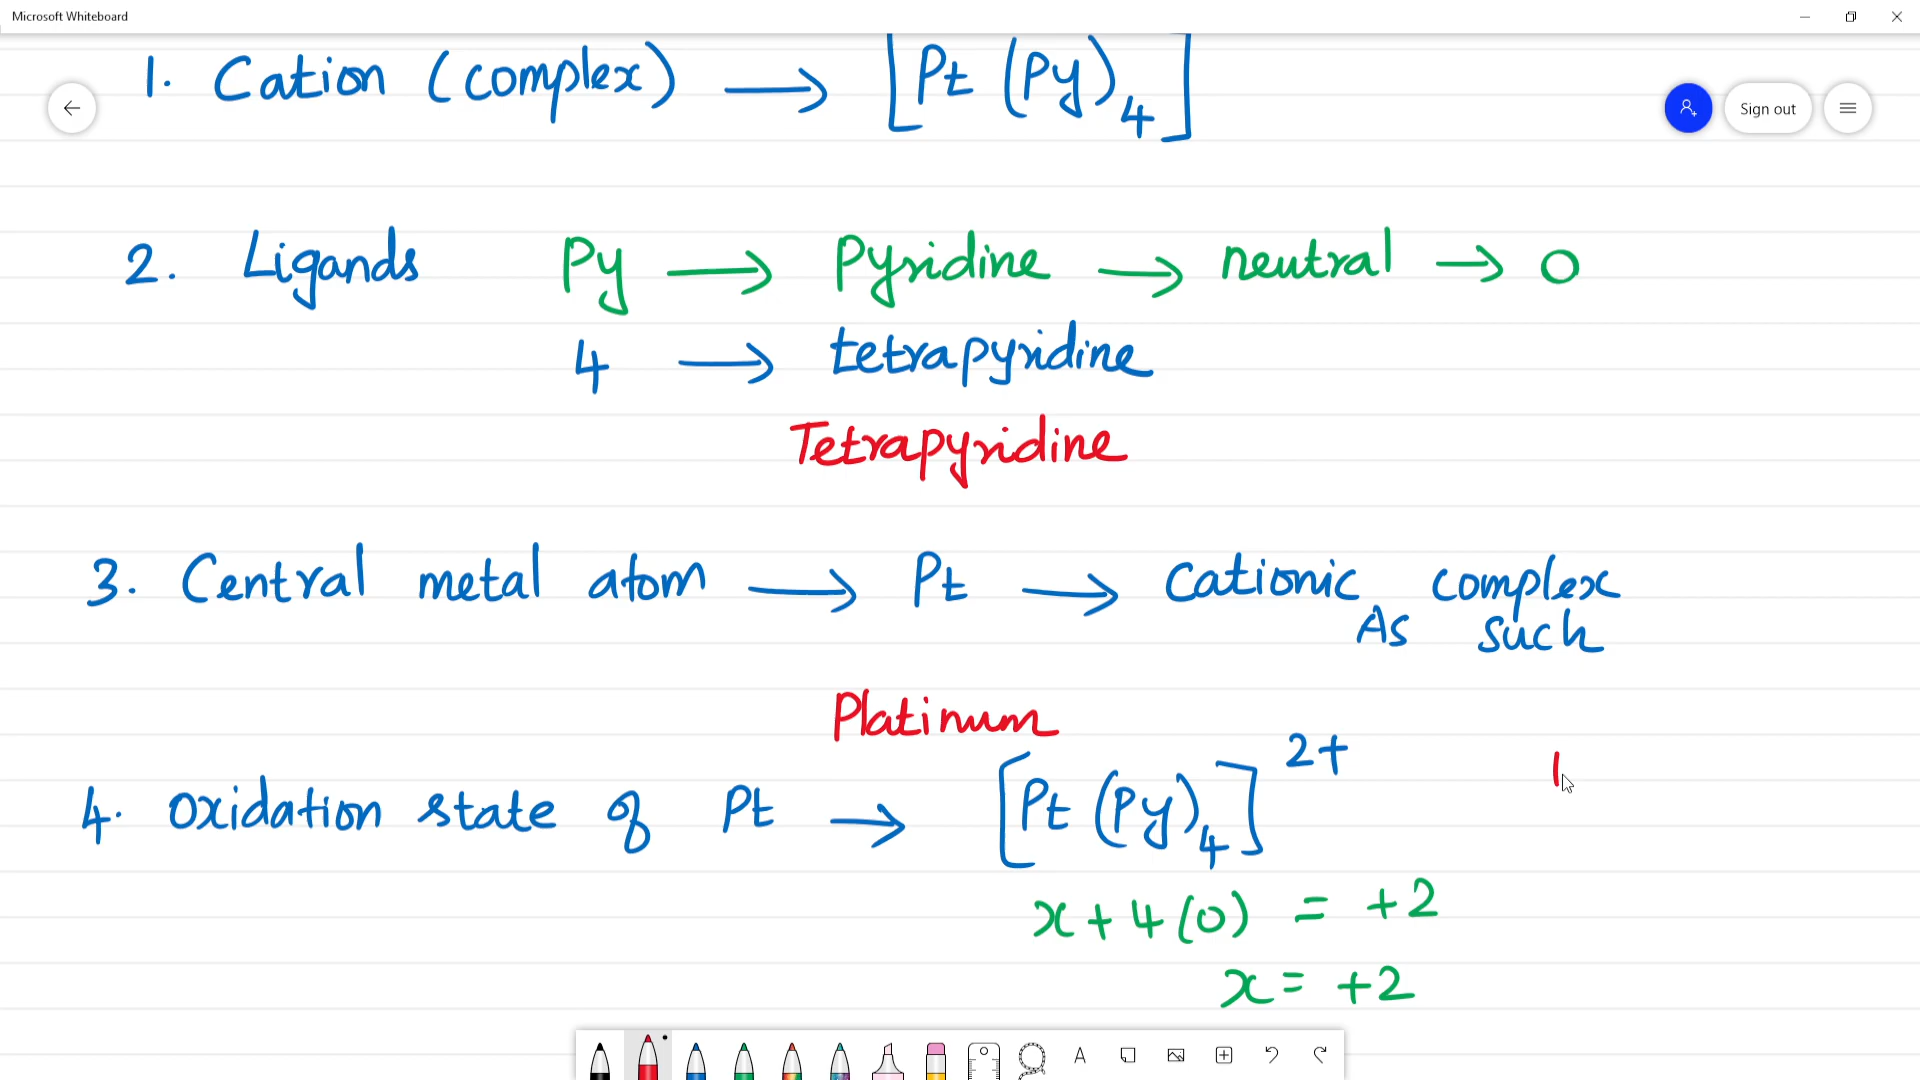 Microsoft Whiteboard
1. Cation (complex) → [Pt (Py)4]
Sign out
2. Ligands Py → Pyridine → neutral → 0
4 → tetrapyridine
Tetrapyridine
3. Central metal atom → Pt → Cationic complex
As such
Platinum
4. Oxidation state of Pt → [Pt (Py)4]2+
x + 4(0) = +2
x = +2